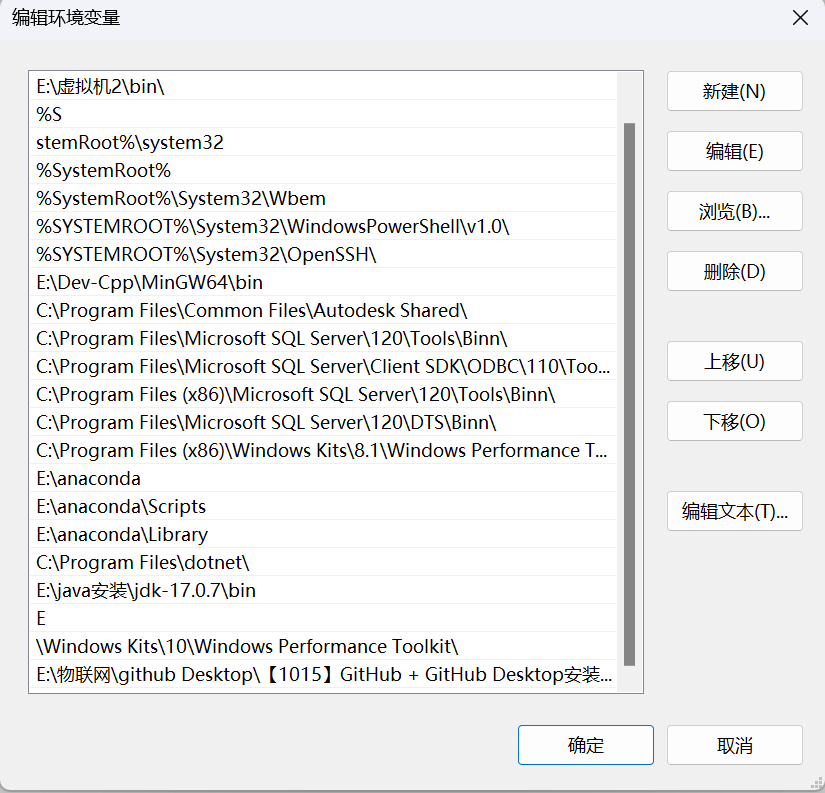 编辑环境变量
E:\虚拟机2\bin\
%S
stemRoot%\system32
%SystemRoot%
%SystemRoot%\System32\Wbem
%SYSTEMROOT%\System32\WindowsPowerShell\v1.0\
%SYSTEMROOT%\System32\OpenSSH\
E:\Dev-Cpp\MinGW64\bin
C:\Program Files\Common Files\Autodesk Shared\
C:\Program Files\Microsoft SQL Server\120\Tools\Binn\
C:\Program Files\Microsoft SQL Server\Client SDK\ODBC\110\Too...
C:\Program Files (x86)\Microsoft SQL Server\120\Tools\Binn\
C:\Program Files\Microsoft SQL Server\120\DTS\Binn\
C:\Program Files (x86)\Windows Kits\8.1\Windows Performance T...
E:\anaconda
E:\anaconda\Scripts
E:\anaconda\Library
C:\Program Files\dotnet\
E:\java安装\jdk-17.0.7\bin
E
\Windows Kits\10\Windows Performance Toolkit\
E:\物联网\github Desktop\【1015】GitHub + GitHub Desktop安装...
新建(N)
编辑(E)
浏览(B)...
删除(D)
上移(U)
下移(O)
编辑文本(T)...
确定
取消